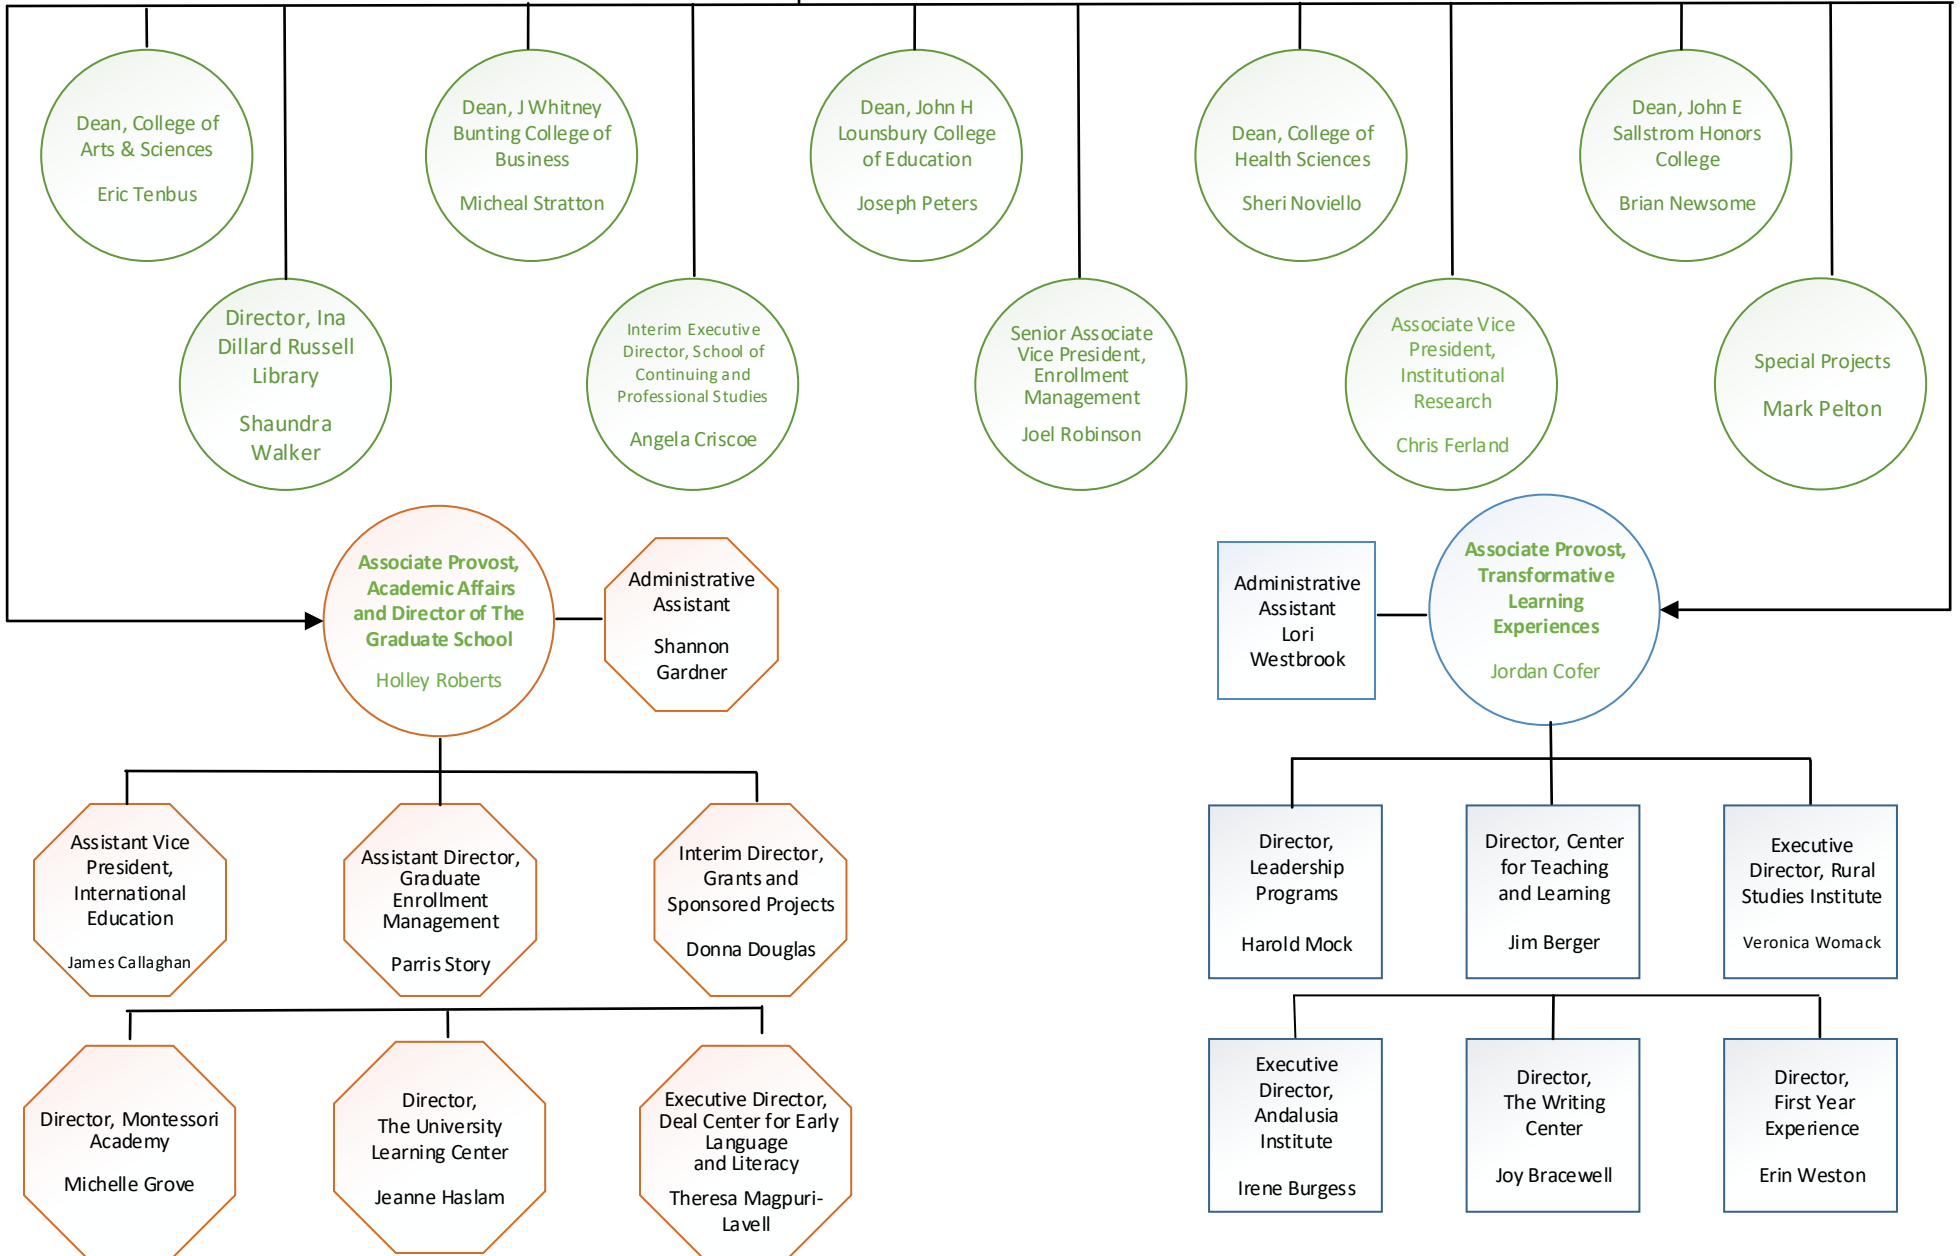 Dean, College of
Arts & Sciences
Eric Tenbus
Dean, J Whitney
Bunting College of
Business
Micheal Stratton
Dean, John H
Lounsbury College
of Education
Joseph Peters
Dean, College of
Health Sciences
Sheri Noviello
Dean, John E
Sallstrom Honors
College
Brian Newsome
Director, Ina
Dillard Russell
Library
Shaundra
Walker
Interim Executive
Director, School of
Continuing and
Professional Studies
Angela Criscoe
Senior Associate
Vice President,
Enrollment
Management
Joel Robinson
Associate Vice
President,
Institutional
Research
Chris Ferland
Special Projects
Mark Pelton
Associate Provost,
Academic Affairs
and Director of The
Graduate School
Holley Roberts
Administrative
Assistant
Shannon
Gardner
Administrative
Assistant
Lori
Westbrook
Associate Provost,
Transformative
Learning
Experiences
Jordan Cofer
Assistant Vice
President,
International
Education
James Callaghan
Assistant Director,
Graduate
Enrollment
Management
Parris Story
Interim Director,
Grants and
Sponsored Projects
Donna Douglas
Director,
Leadership
Programs
Harold Mock
Director, Center
for Teaching
and Learning
Jim Berger
Executive
Director, Rural
Studies Institute
Veronica Womack
Director, Montessori
Academy
Michelle Grove
Director,
The University
Learning Center
Jeanne Haslam
Executive Director,
Deal Center for Early
Language
and Literacy
Theresa Magpuri-
Lavell
Executive
Director,
Andalusia
Institute
Irene Burgess
Director,
The Writing
Center
Joy Bracewell
Director,
First Year
Experience
Erin Weston